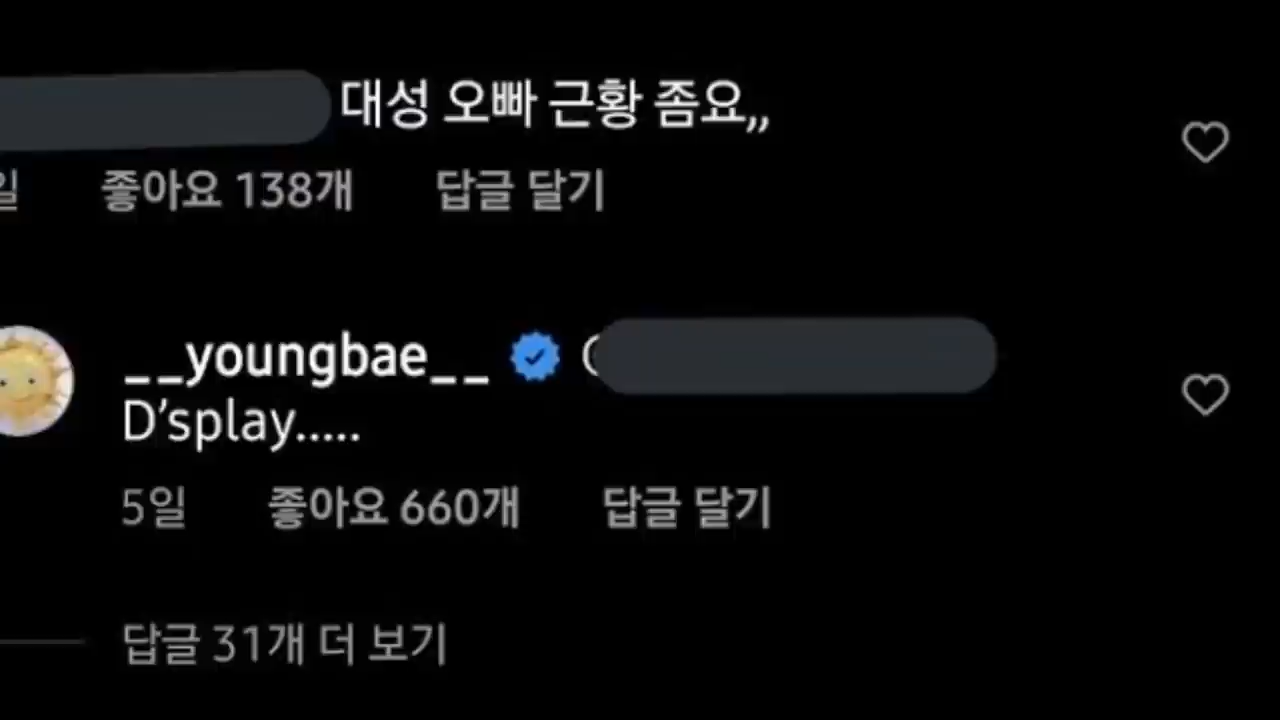 대성 오빠 근황 좀요,,
일 좋아요 138개 답글 달기
__youngbae__
D’splay.....
5일 좋아요 660개 답글 달기
답글 31개 더 보기